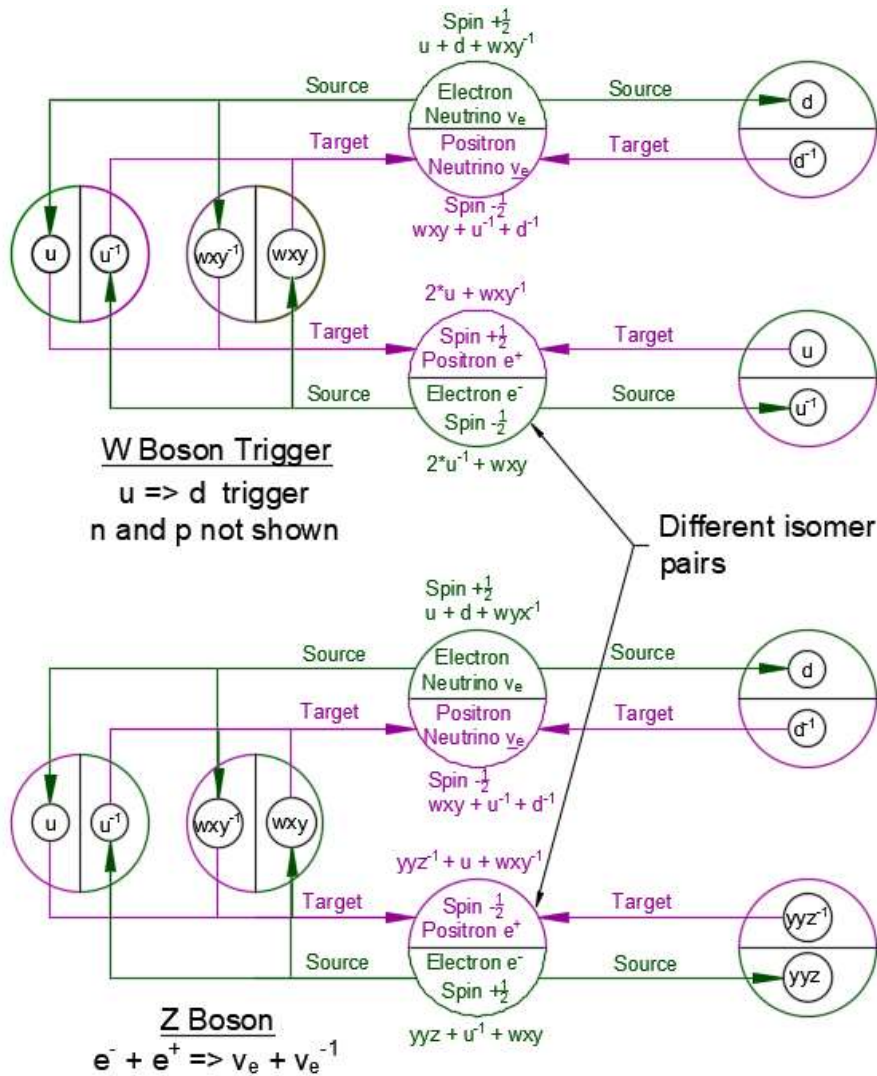 Spin +½
u + d + wxy⁻¹
Source
Electron
Neutrino νₑ
Source
d
Target
Positron
Neutrino ν̲ₑ
Target
d⁻¹
Spin -½
wxy + u⁻¹ + d⁻¹
u
u⁻¹
wxy⁻¹
wxy
2*u + wxy⁻¹
Target
Spin +½
Positron e⁺
Target
u
Source
Electron e⁻
Spin -½
Source
u⁻¹
2*u⁻¹ + wxy
W Boson Trigger
u => d trigger
n and p not shown
Different isomer
pairs
Spin +½
u + d + wyx⁻¹
Source
Electron
Neutrino νₑ
Source
d
Target
Positron
Neutrino ν̲ₑ
Target
d⁻¹
Spin -½
wxy + u⁻¹ + d⁻¹
u
u⁻¹
wxy⁻¹
wxy
yyz⁻¹ + u + wxy⁻¹
Target
Spin -½
Positron e⁺
Target
yyz⁻¹
Source
Electron e⁻
Spin +½
Source
yyz
yyz + u⁻¹ + wxy
Z Boson
e⁻ + e⁺ => νₑ + νₑ⁻¹